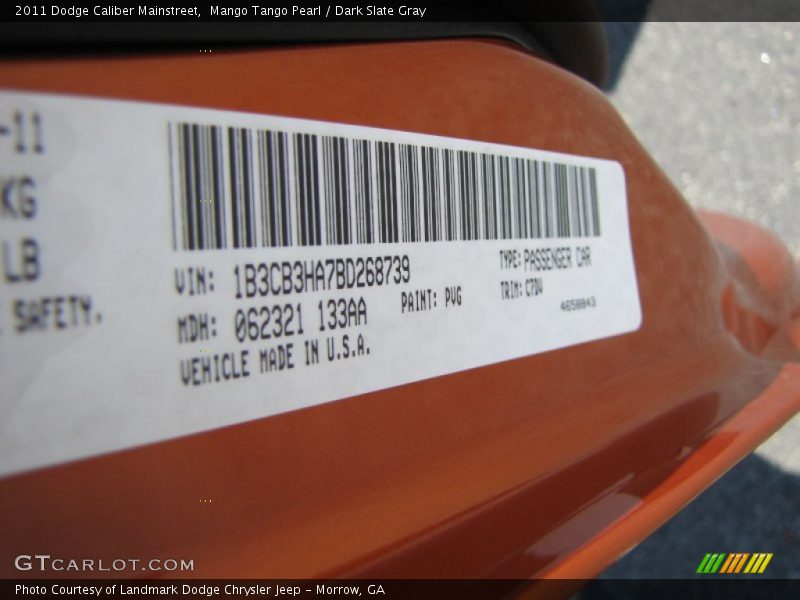 2011 Dodge Caliber Mainstreet,  Mango Tango Pearl / Dark Slate Gray
-11
KG
LB
SAFETY.
VIN: 1B3CB3HA7BD268739
TYPE: PASSENGER CAR
MDH: 062321 133AA
PAINT: PVG
TRIM: C7DV
4658843
VEHICLE MADE IN U.S.A.
GTCARLOT.COM
Photo Courtesy of Landmark Dodge Chrysler Jeep - Morrow, GA